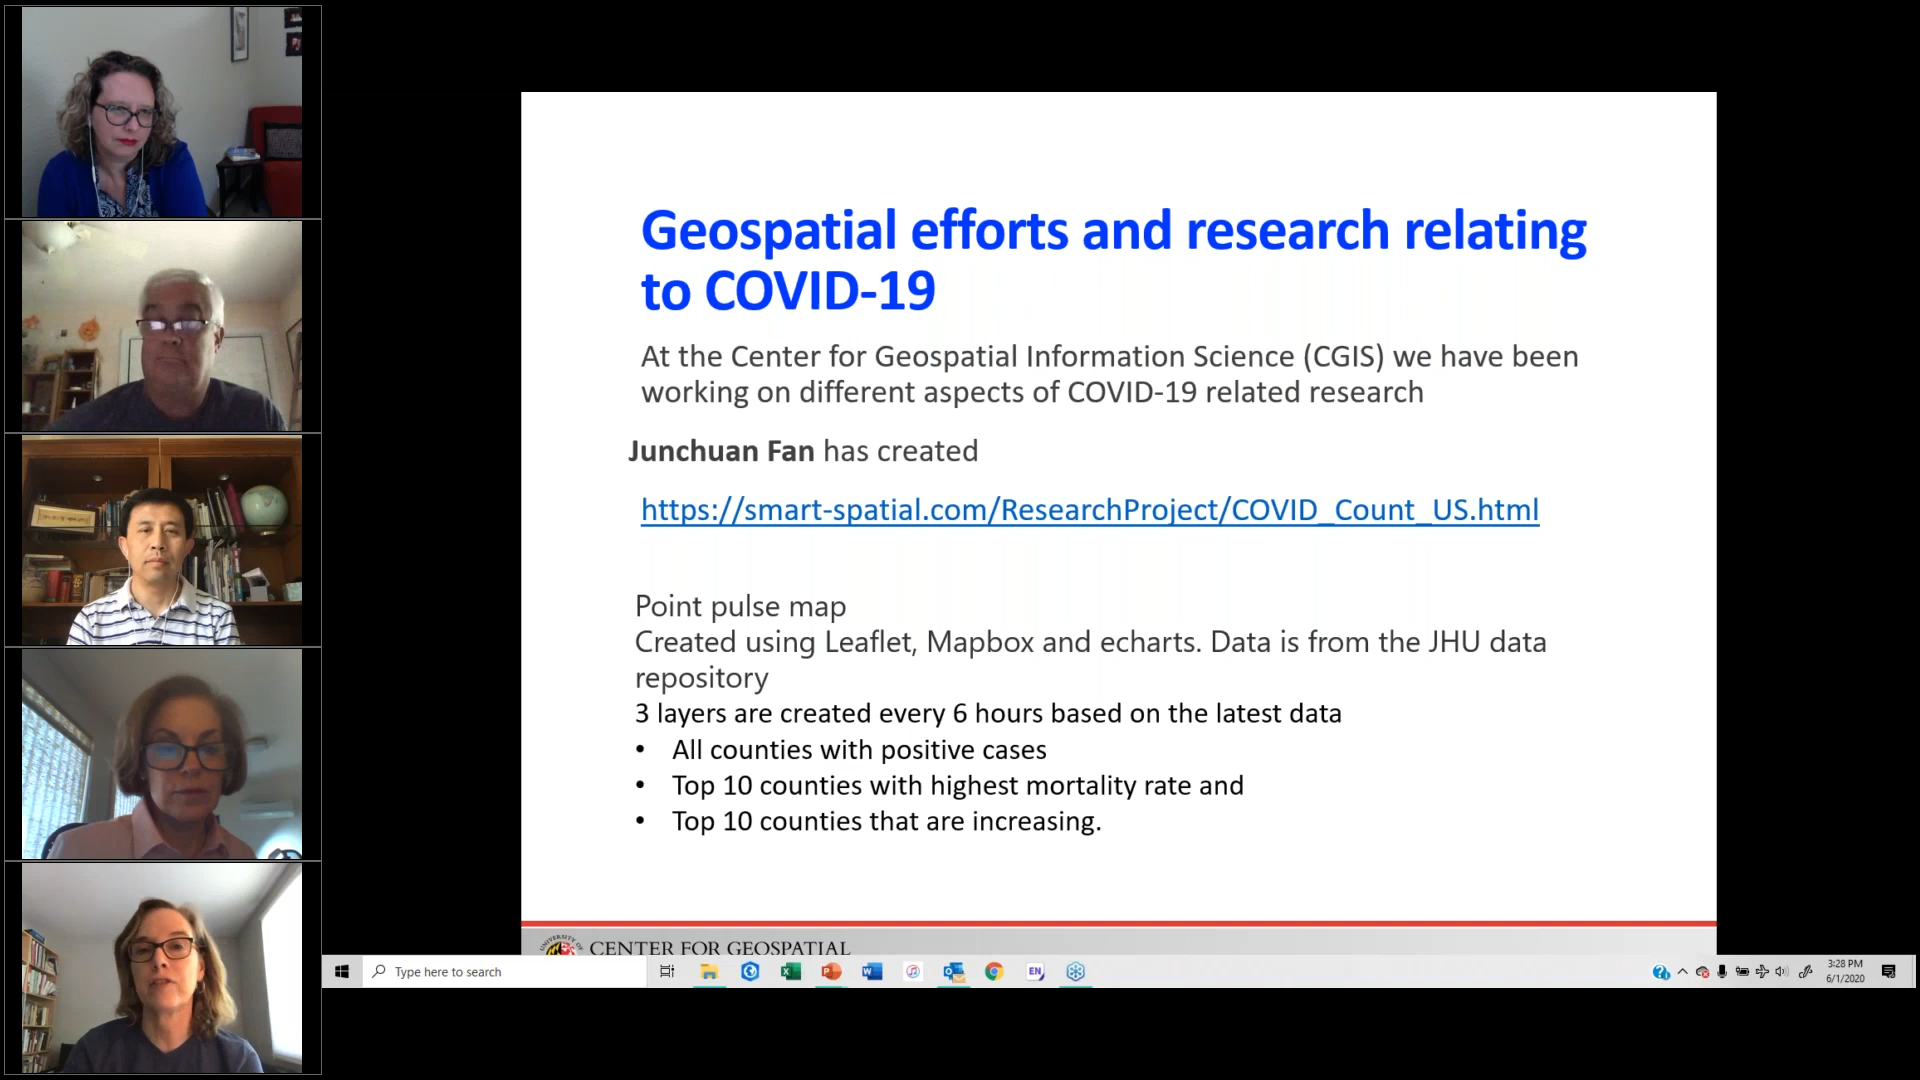 Geospatial efforts and research relating
to COVID-19
At the Center for Geospatial Information Science (CGIS) we have been
working on different aspects of COVID-19 related research
Junchuan Fan has created
https://smart-spatial.com/ResearchProject/COVID_Count_US.html
Point pulse map
Created using Leaflet, Mapbox and echarts. Data is from the JHU data
repository
3 layers are created every 6 hours based on the latest data
• All counties with positive cases
• Top 10 counties with highest mortality rate and
• Top 10 counties that are increasing.
UNIVERSITY OF
CENTER FOR GEOSPATIAL
Type here to search
EN
3:28 PM
6/1/2020